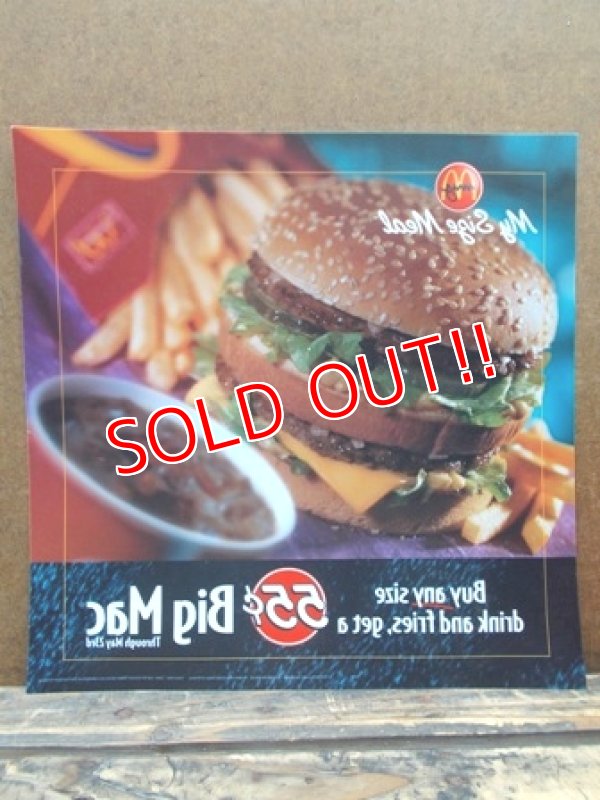 My Size Meal
SOLD OUT!!
Buy any size
drink and fries, get a
55¢ Big Mac
Through May 23rd